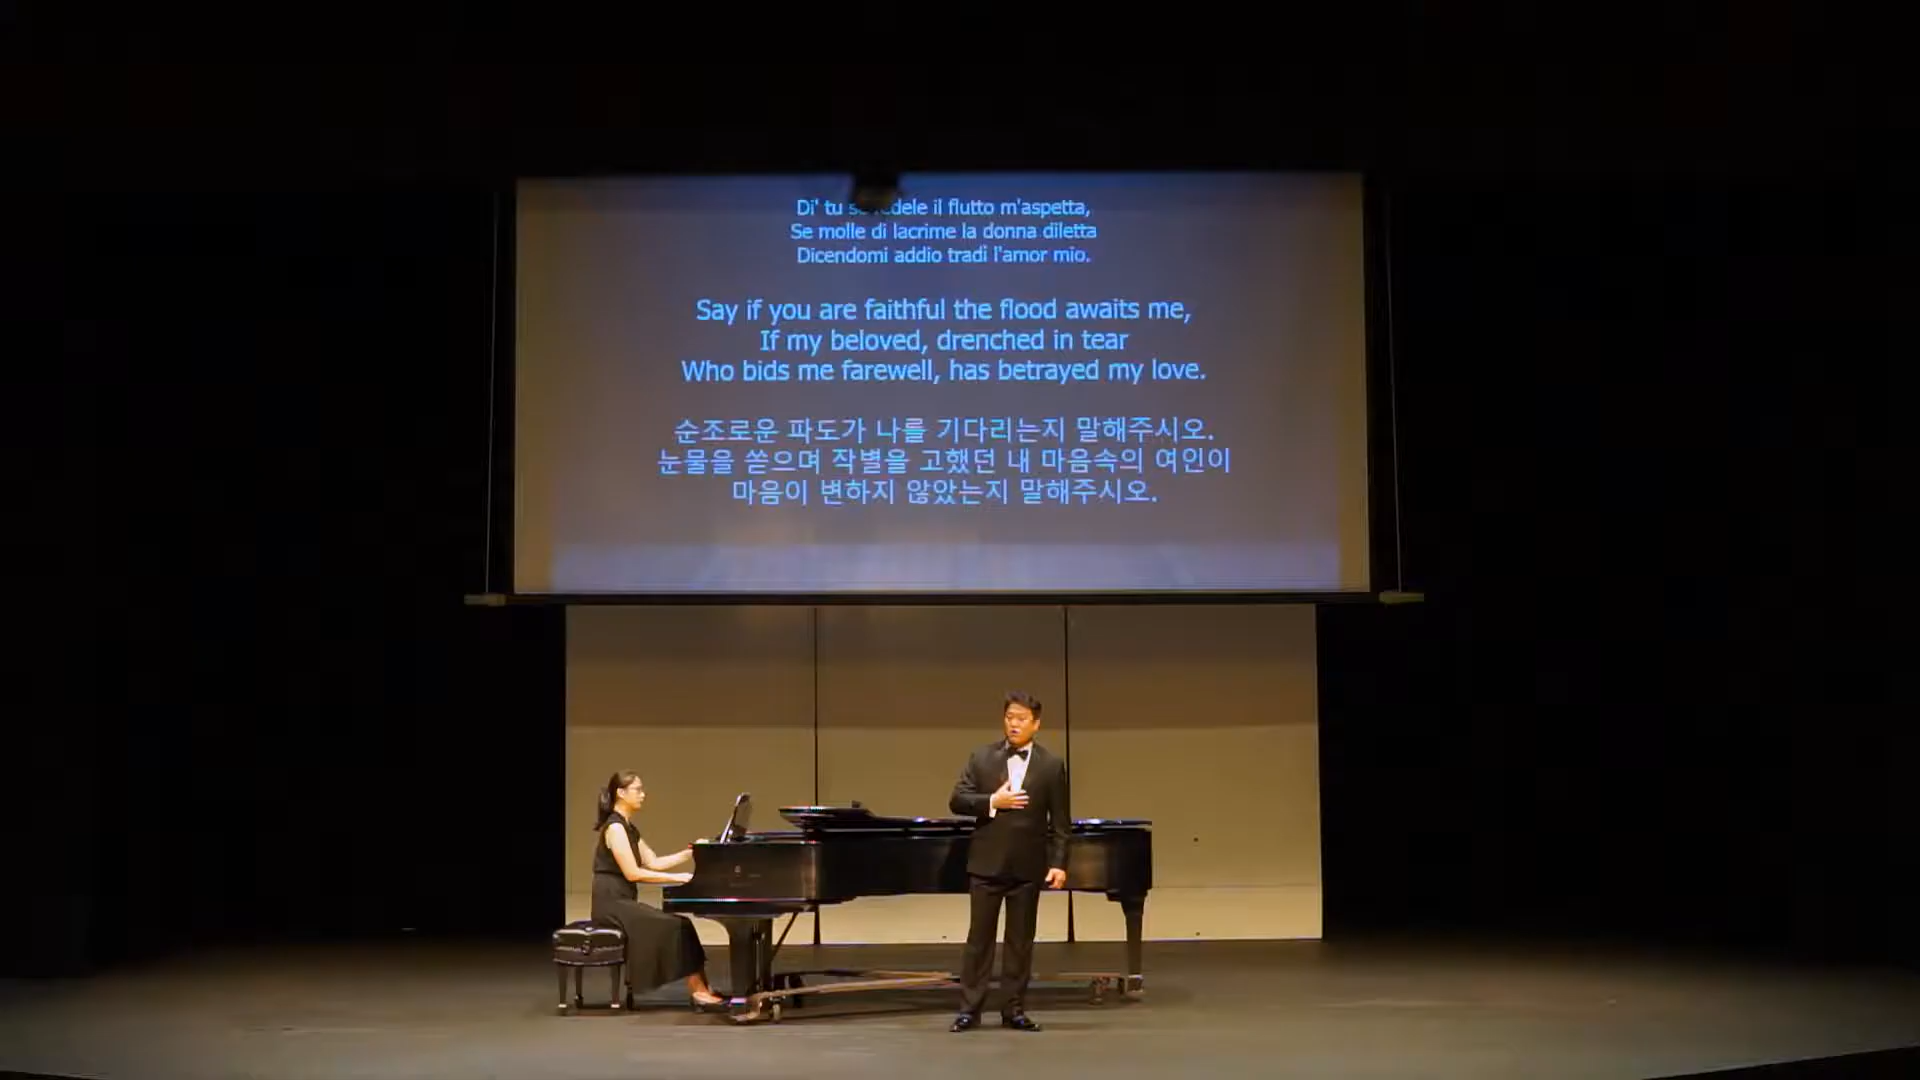 Di' tu se fedele il flutto m'aspetta,
Se molle di lacrime la donna diletta
Dicendomi addio tradì l'amor mio.
Say if you are faithful the flood awaits me,
If my beloved, drenched in tear
Who bids me farewell, has betrayed my love.
순조로운 파도가 나를 기다리는지 말해주시오.
눈물을 쏟으며 작별을 고했던 내 마음속의 여인이
마음이 변하지 않았는지 말해주시오.